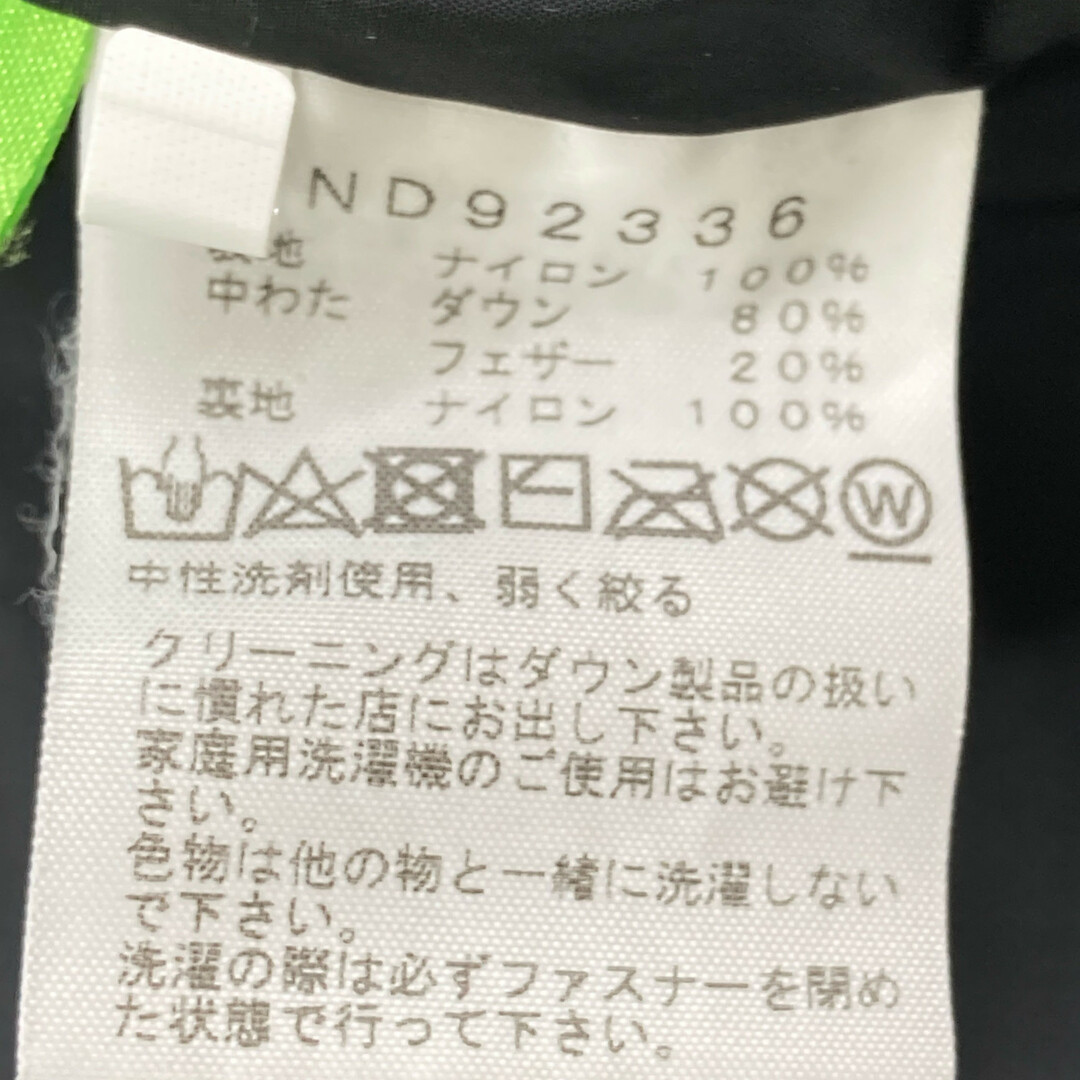 ND92336
表地 ナイロン 100%
中わた ダウン 80%
フェザー 20%
裏地 ナイロン 100%
W
中性洗剤使用、弱く絞る
クリーニングはダウン製品の扱い
に慣れた店にお出し下さい。
家庭用洗濯機のご使用はお避け下
さい。
色物は他の物と一緒に洗濯しない
で下さい。
洗濯の際は必ずファスナーを閉め
た状態で行って下さい。